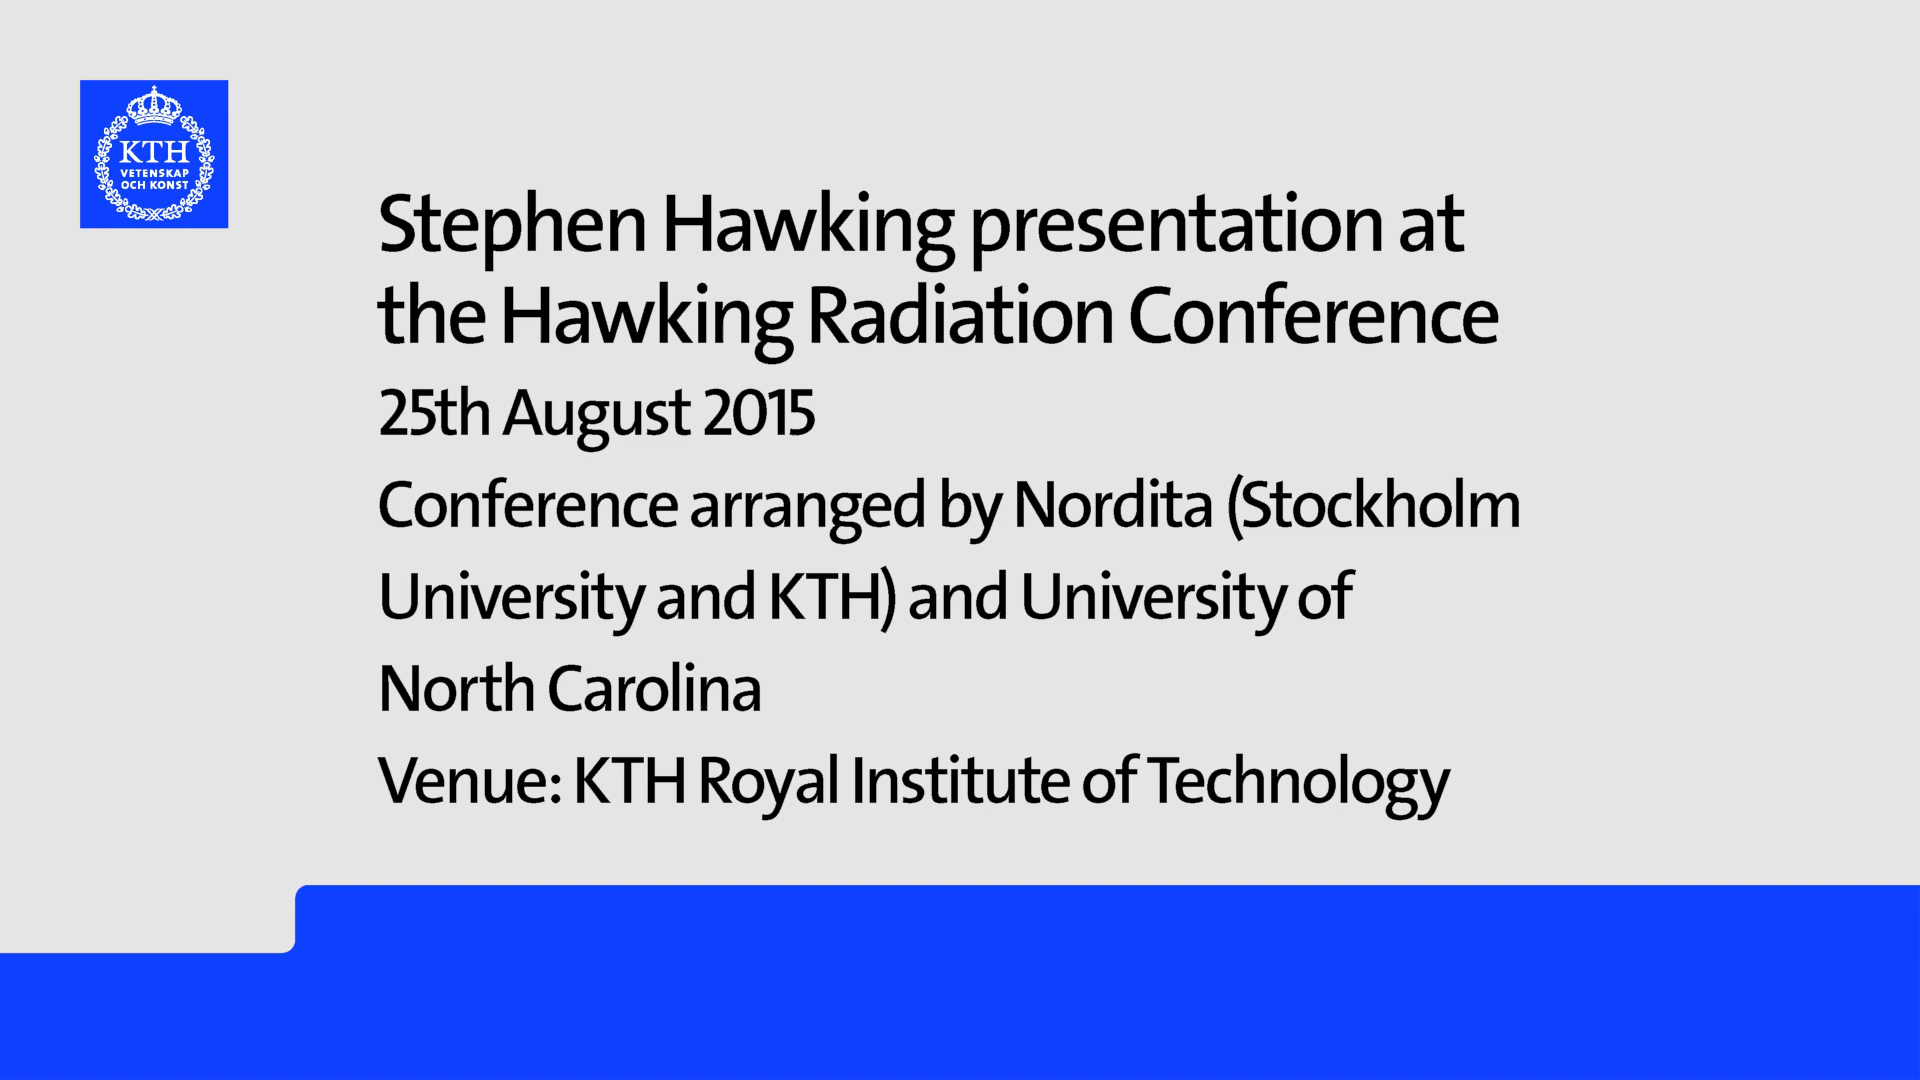 KTH
VETENSKAP
OCH KONST
Stephen Hawking presentation at
the Hawking Radiation Conference
25th August 2015
Conference arranged by Nordita (Stockholm
University and KTH) and University of
North Carolina
Venue: KTH Royal Institute of Technology